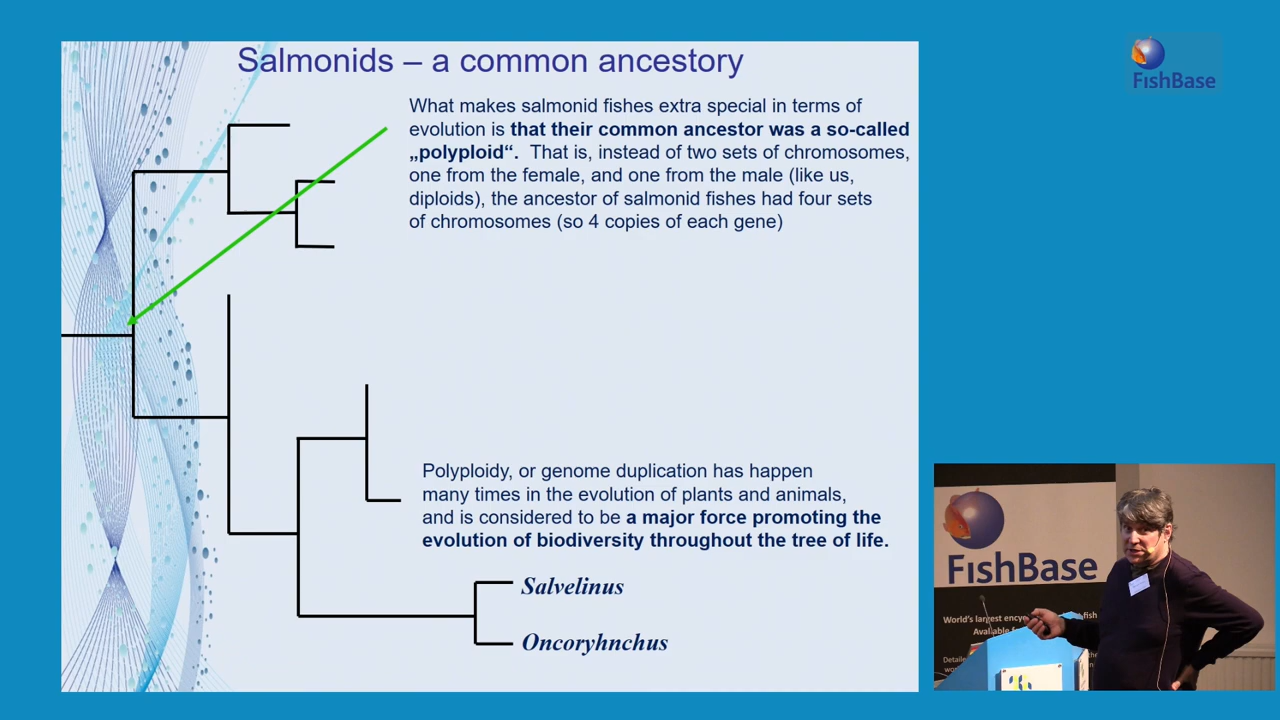 Salmonids – a common ancestory
What makes salmonid fishes extra special in terms of
evolution is that their common ancestor was a so-called
„polyploid“. That is, instead of two sets of chromosomes,
one from the female, and one from the male (like us,
diploids), the ancestor of salmonid fishes had four sets
of chromosomes (so 4 copies of each gene)
Polyploidy, or genome duplication has happen
many times in the evolution of plants and animals,
and is considered to be a major force promoting the
evolution of biodiversity throughout the tree of life.
Salvelinus
Oncoryhnchus
FishBase
FishBase
World's largest
fish